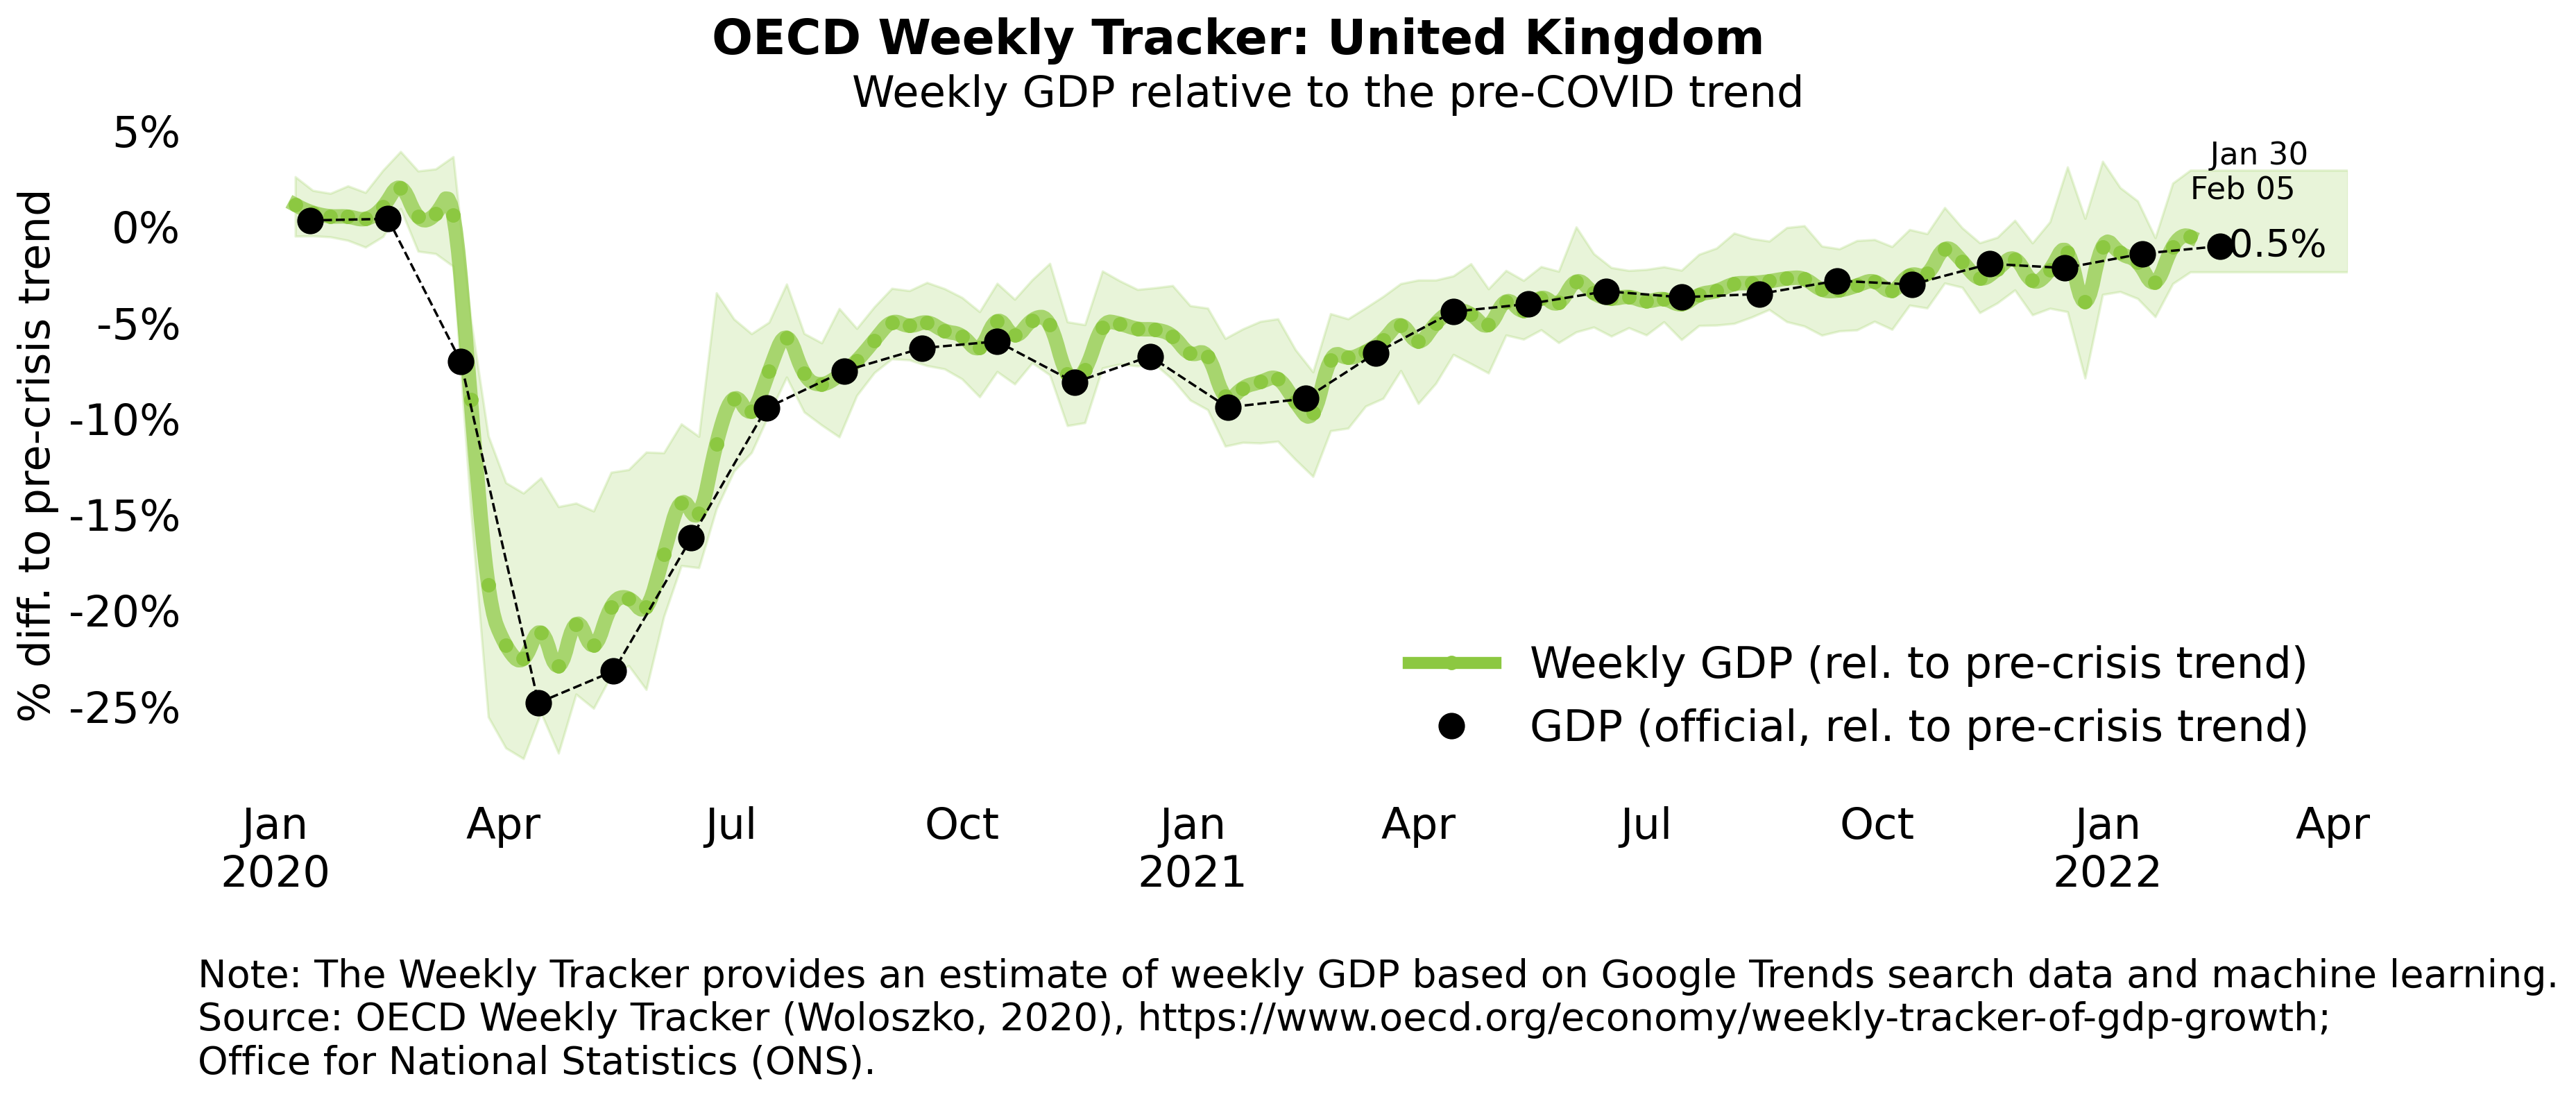 OECD Weekly Tracker: United Kingdom
Weekly GDP relative to the pre-COVID trend
% diff. to pre-crisis trend
5%
0%
-5%
-10%
-15%
-20%
-25%
Jan 30
Feb 05
0.5%
Weekly GDP (rel. to pre-crisis trend)
GDP (official, rel. to pre-crisis trend)
Jan Apr Jul Oct Jan Apr Jul Oct Jan Apr
2020 2021 2022
Note: The Weekly Tracker provides an estimate of weekly GDP based on Google Trends search data and machine learning.
Source: OECD Weekly Tracker (Woloszko, 2020), https://www.oecd.org/economy/weekly-tracker-of-gdp-growth;
Office for National Statistics (ONS).